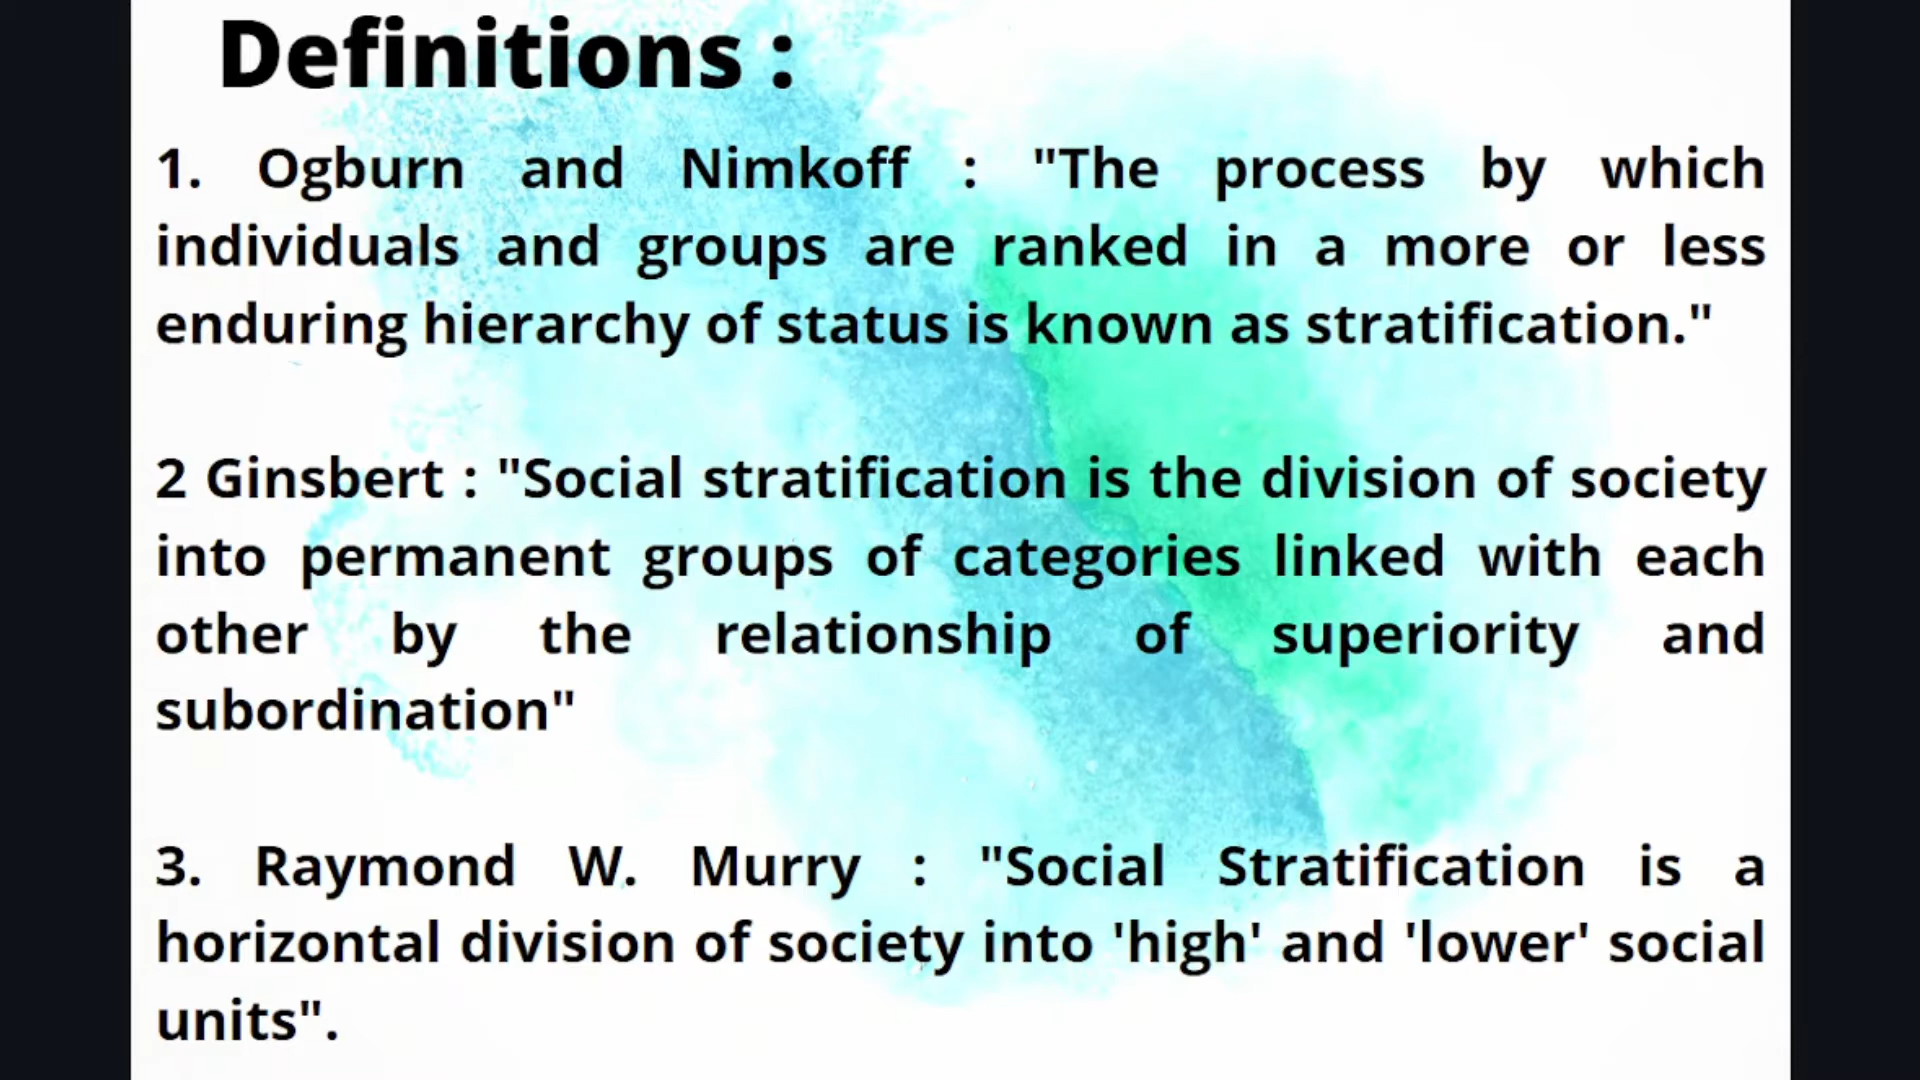 Definitions :
1. Ogburn and Nimkoff : "The process by which
individuals and groups are ranked in a more or less
enduring hierarchy of status is known as stratification."
2 Ginsbert : "Social stratification is the division of society
into permanent groups of categories linked with each
other by the relationship of superiority and
subordination"
3. Raymond W. Murry : "Social Stratification is a
horizontal division of society into 'high' and 'lower' social
units".